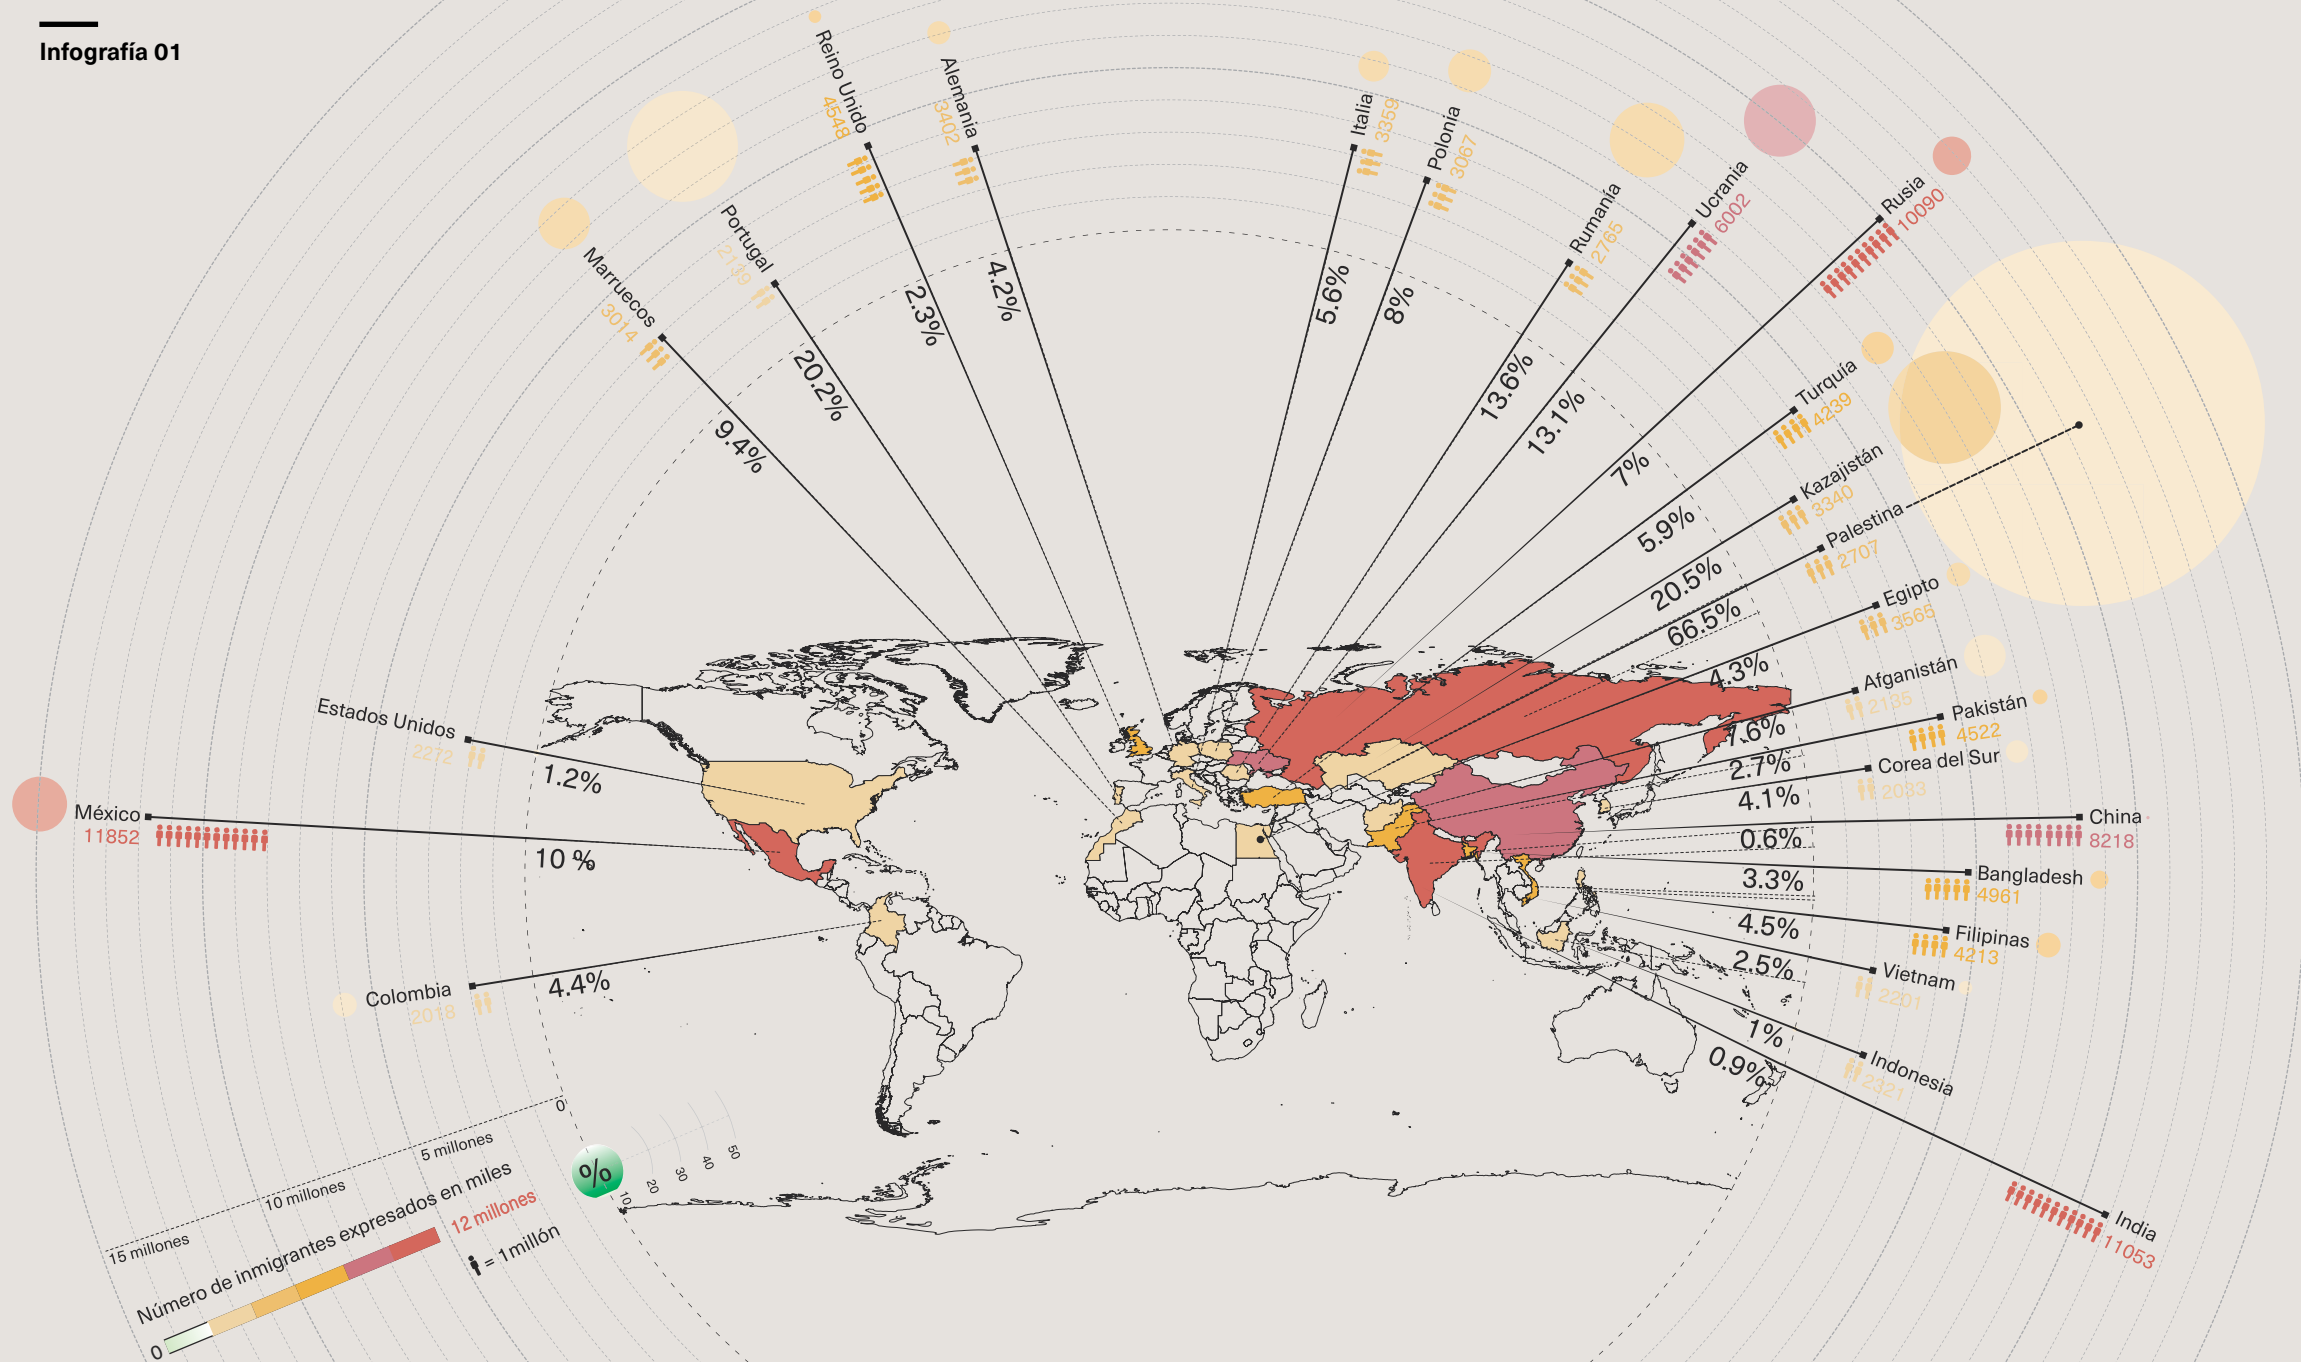 Infografía 01
Reino Unido
4548
2.3%
Alemania
3402
4.2%
Italia
3359
5.6%
Polonia
3067
8%
Rumanía
2765
13.6%
Ucrania
6002
13.1%
Rusia
10090
7%
Portugal
20.2%
Marruecos
3014
9.4%
Turquía
4239
5.9%
Kazajistán
3340
20.5%
Palestina
2707
66.5%
Egipto
3565
4.3%
Afganistán
2135
7.6%
Pakistán
4522
2.7%
Corea del Sur
2033
4.1%
China
8218
0.6%
Bangladesh
4961
3.3%
Filipinas
4213
4.5%
Vietnam
2201
2.5%
Indonesia
2321
1%
India
11053
0.9%
Estados Unidos
2272
1.2%
México
11852
10 %
Colombia
2018
4.4%
0
5 millones
10 millones
15 millones
%
10
20
30
40
50
Número de inmigrantes expresados en miles
0
12 millones
= 1 millón